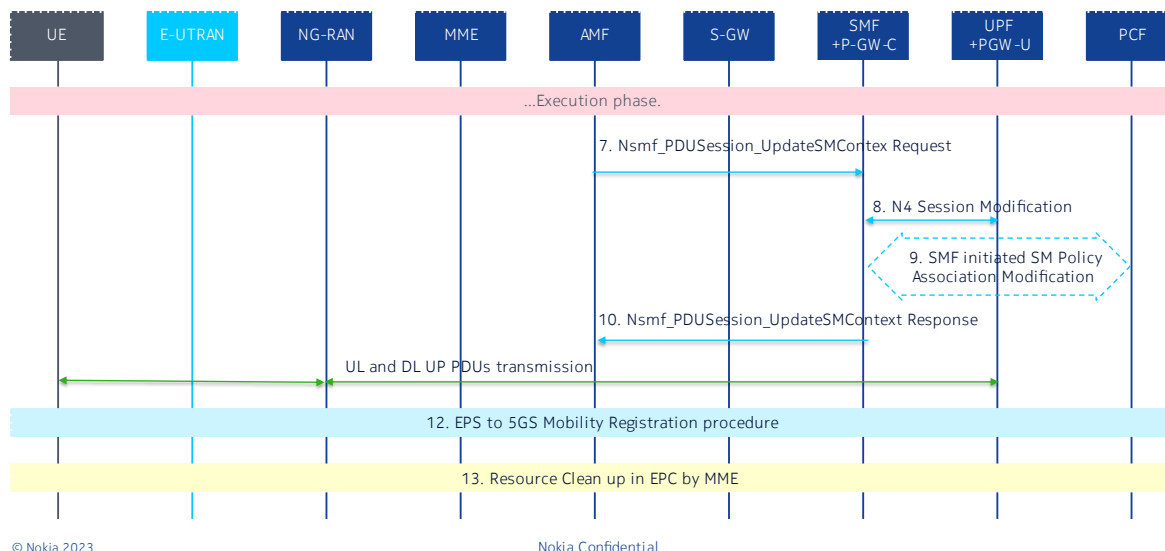 UE
E-UTRAN
NG-RAN
MME
AMF
S-GW
SMF
+P-GW-C
UPF
+PGW-U
PCF
...Execution phase.
7. Nsmf_PDUSession_UpdateSMContex Request
8. N4 Session Modification
9. SMF initiated SM Policy
Association Modification
10. Nsmf_PDUSession_UpdateSMContext Response
UL and DL UP PDUs transmission
12. EPS to 5GS Mobility Registration procedure
13. Resource Clean up in EPC by MME
© Nokia 2023
Nokia Confidential